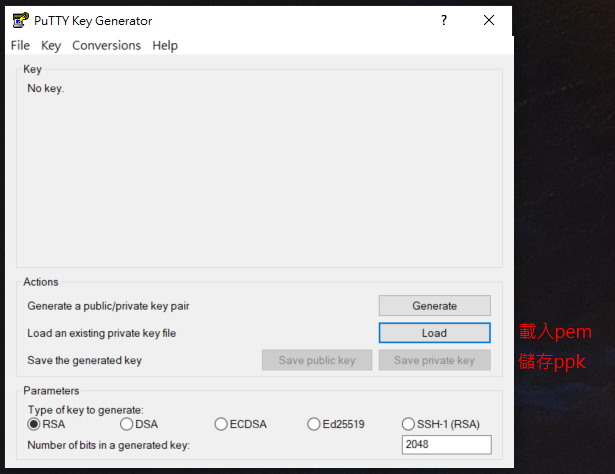 PuTTY Key Generator
?
File Key Conversions Help
Key
No key.
Actions
Generate a public/private key pair
Generate
Load an existing private key file
Load
載入pem
Save the generated key
Save public key
Save private key
儲存ppk
Parameters
Type of key to generate:
RSA DSA ECDSA Ed25519 SSH-1 (RSA)
Number of bits in a generated key:
2048